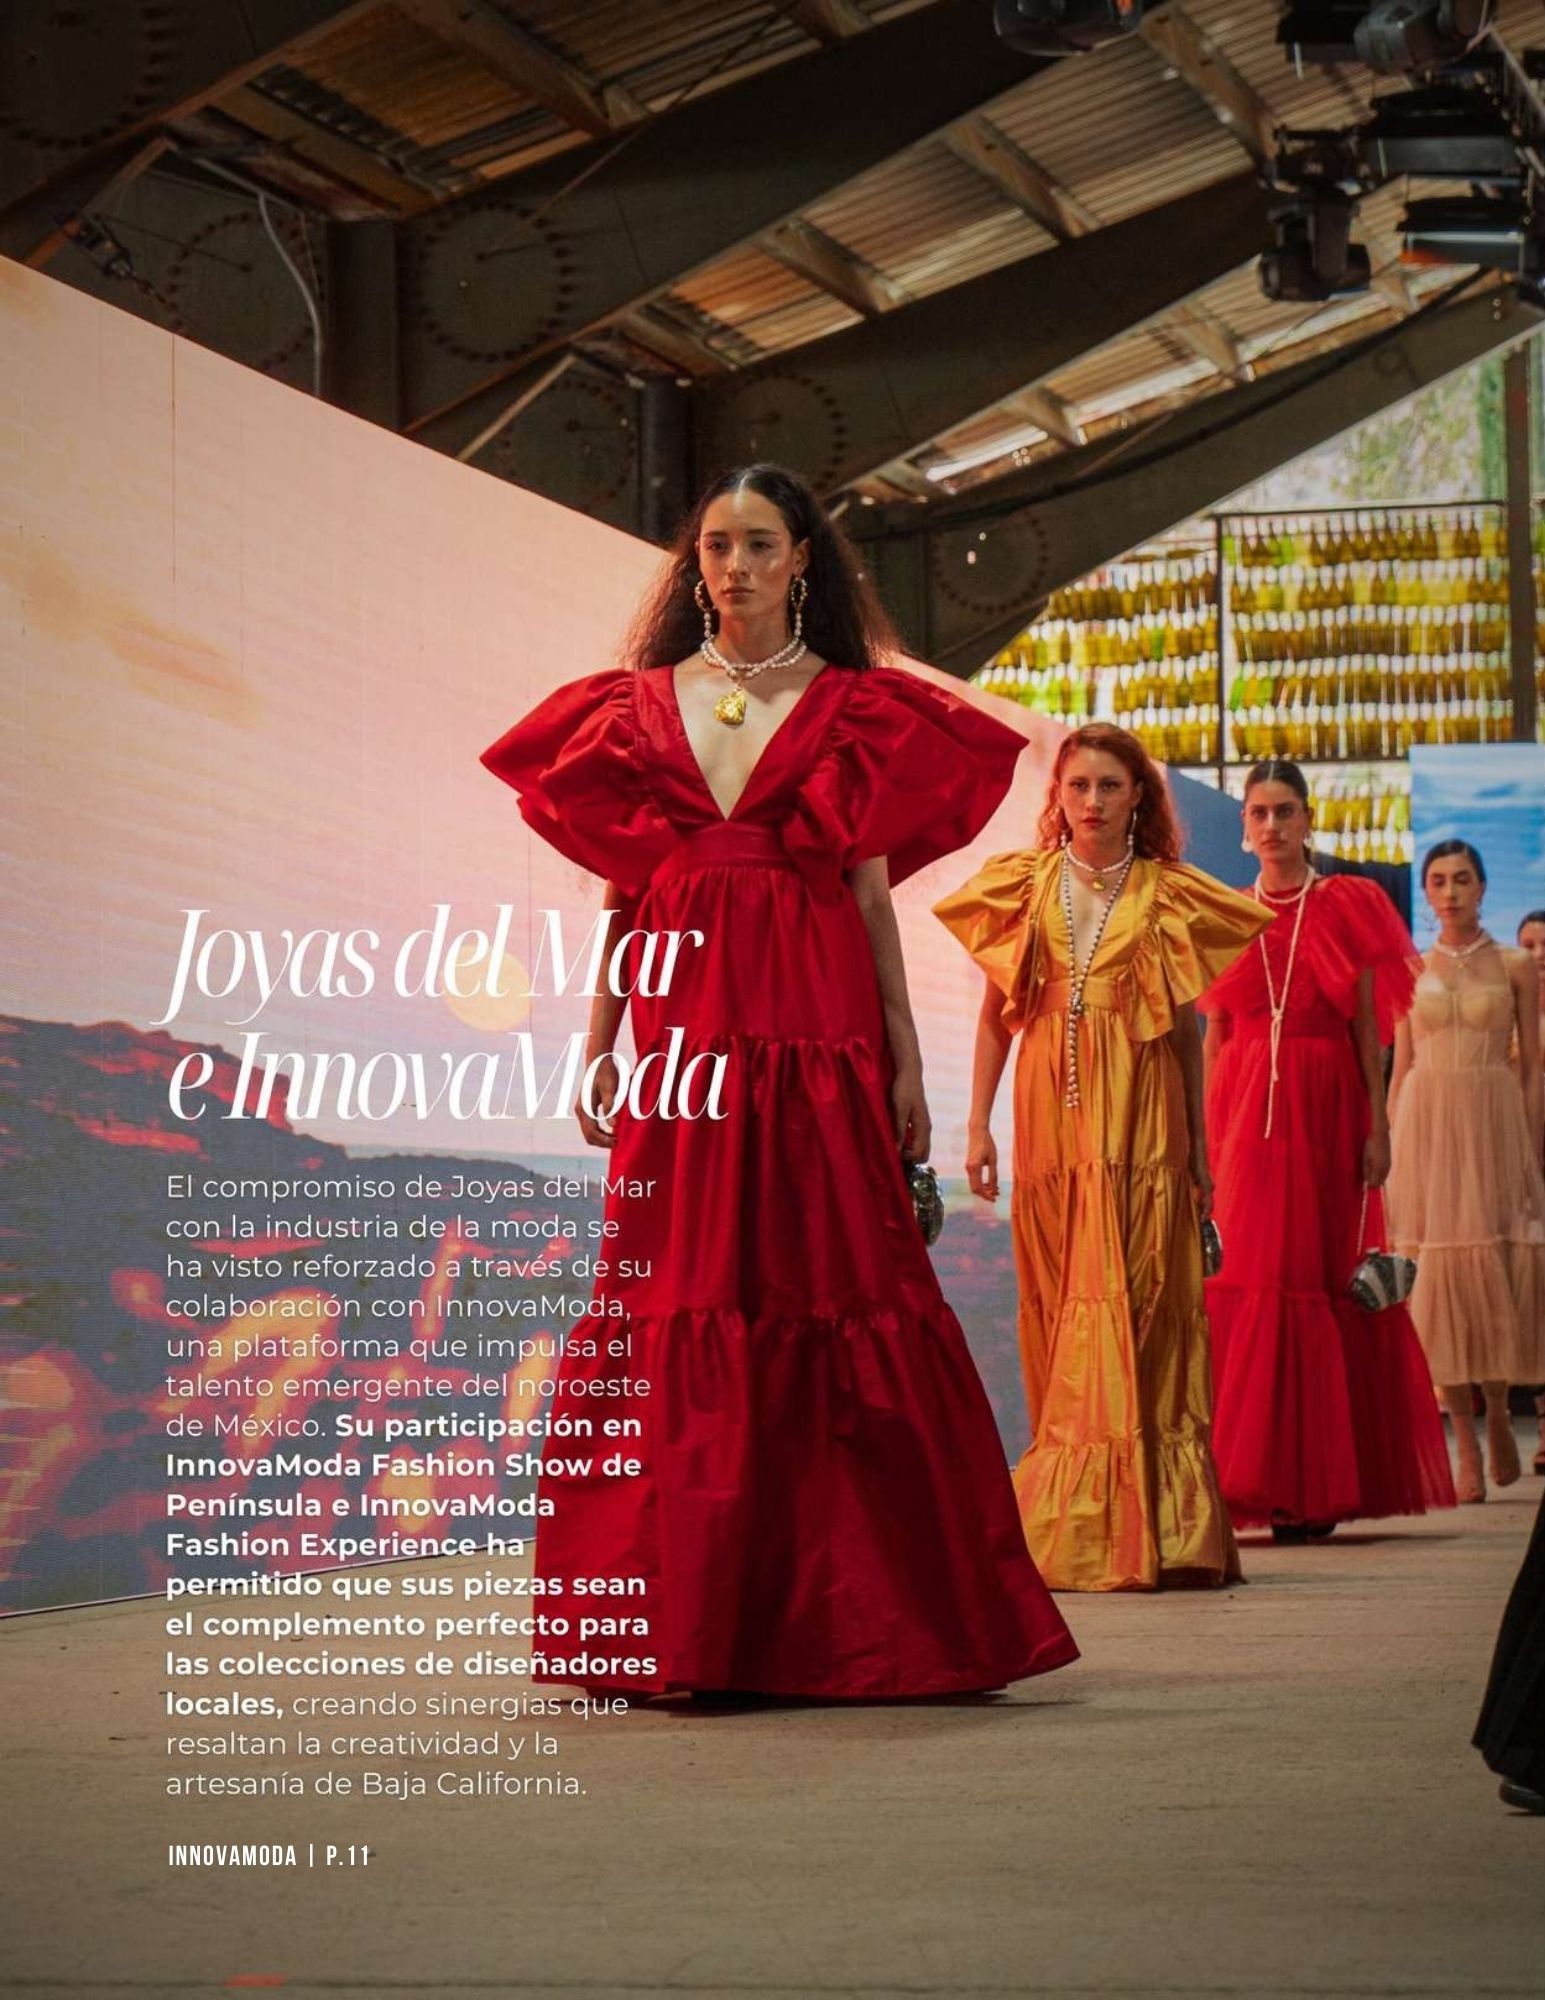 Joyas del Mar
e InnovaModa
El compromiso de Joyas del Mar
con la industria de la moda se
ha visto reforzado a través de su
colaboración con InnovaModa,
una plataforma que impulsa el
talento emergente del noroeste
de México. Su participación en
InnovaModa Fashion Show de
Península e InnovaModa
Fashion Experience ha
permitido que sus piezas sean
el complemento perfecto para
las colecciones de diseñadores
locales, creando sinergias que
resaltan la creatividad y la
artesanía de Baja California.
INNOVAMODA | P.11